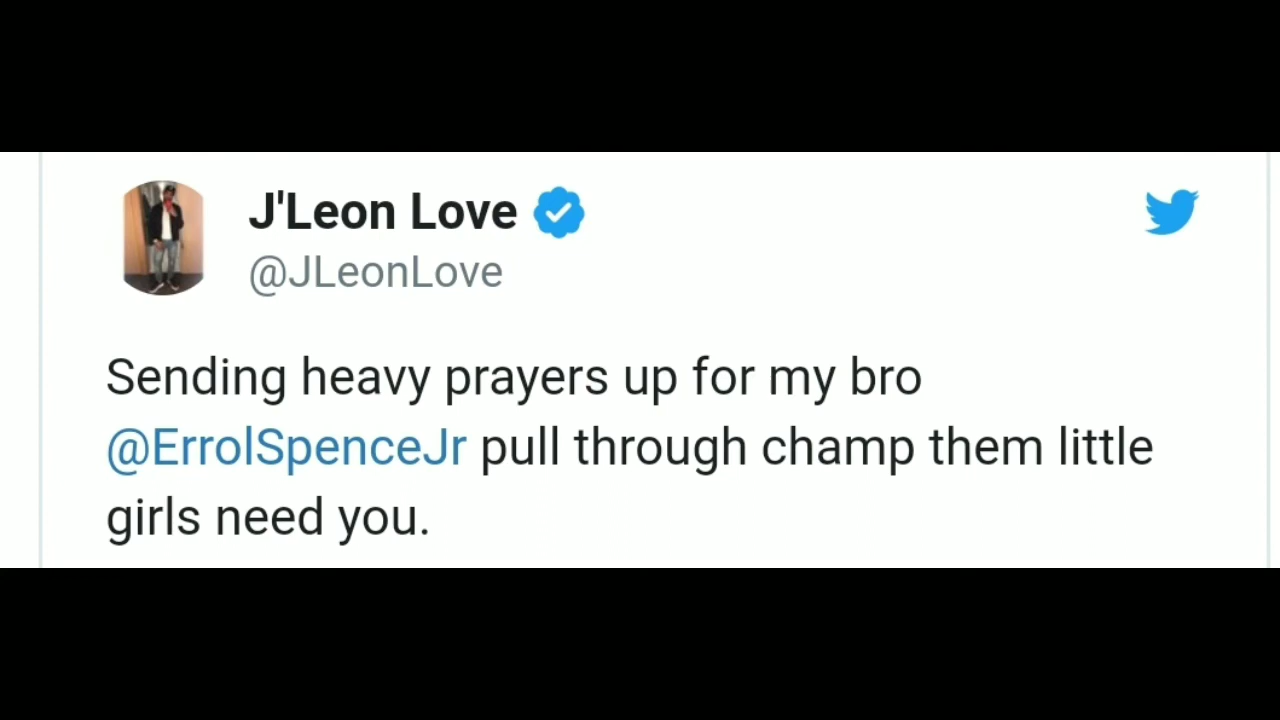 J'Leon Love
@JLeonLove
Sending heavy prayers up for my bro
@ErrolSpenceJr pull through champ them little
girls need you.